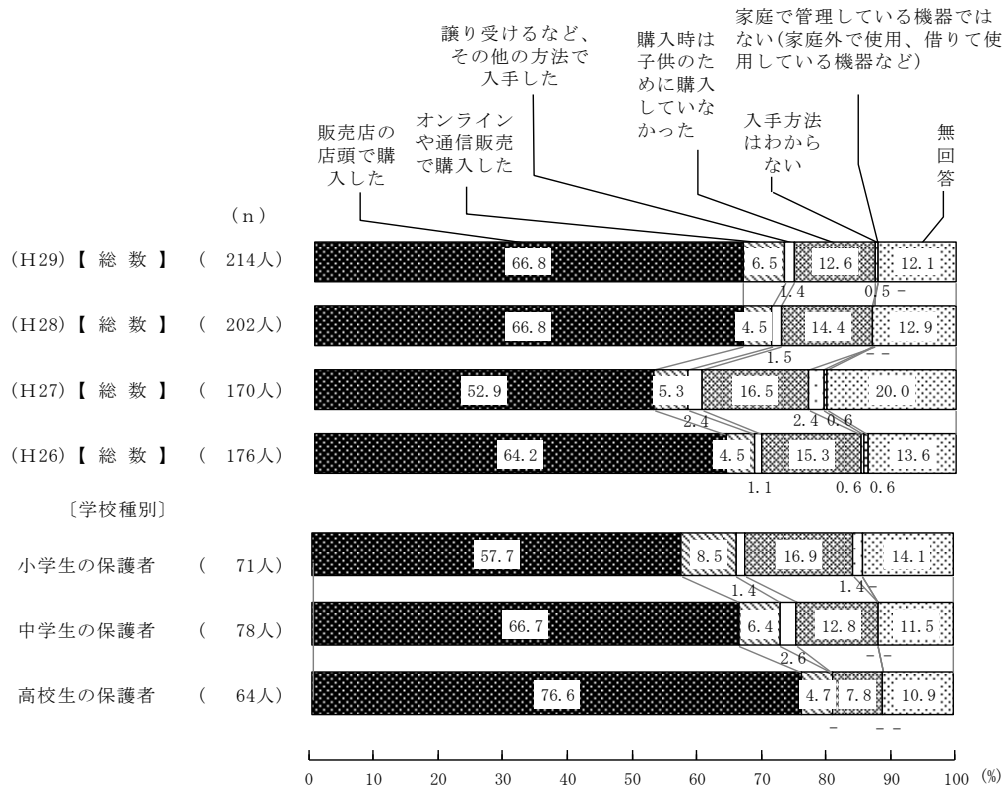 家庭で管理している機器では
ない(家庭外で使用、借りて使
用している機器など)
譲り受けるなど、
その他の方法で
入手した
購入時は
子供のた
めに購入
していな
かった
オンライン
や通信販売
で購入した
入手方法
はわから
ない
販売店の
店頭で購
入した
無
回
答
(n)
(H29)【 総 数 】 ( 214人) 66.8 6.5 12.6 12.1
1.4 0.5 -
(H28)【 総 数 】 ( 202人) 66.8 4.5 14.4 12.9
1.5 - -
(H27)【 総 数 】 ( 170人) 52.9 5.3 16.5 20.0
2.4 2.4 0.6
(H26)【 総 数 】 ( 176人) 64.2 4.5 15.3 13.6
1.1 0.6 0.6
〔学校種別〕
小学生の保護者 ( 71人) 57.7 8.5 16.9 14.1
1.4 1.4 -
中学生の保護者 ( 78人) 66.7 6.4 12.8 11.5
2.6 - -
高校生の保護者 ( 64人) 76.6 4.7 7.8 10.9
- - -
0 10 20 30 40 50 60 70 80 90 100 (%)